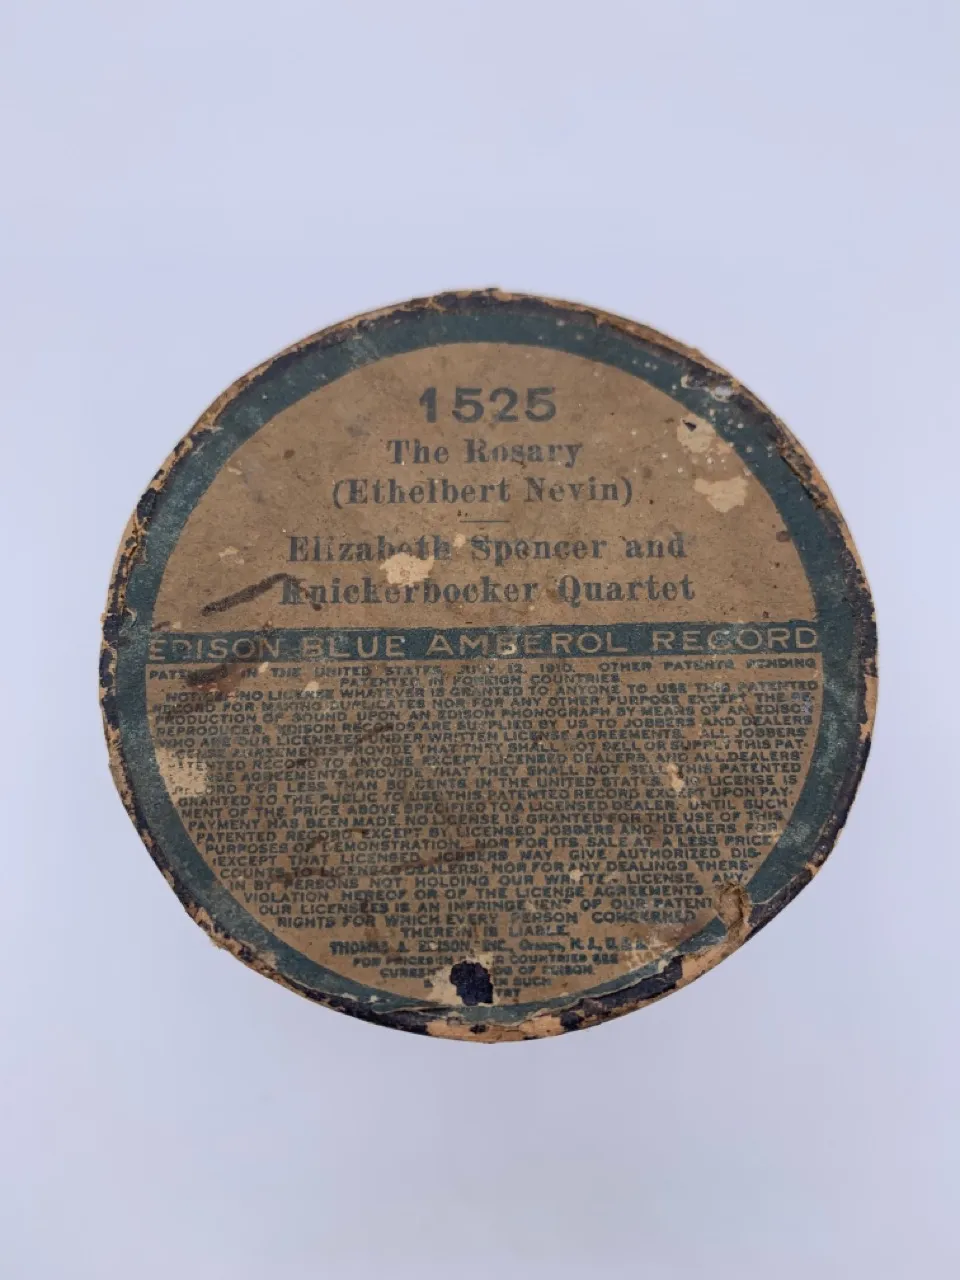 1525
The Rosary
(Ethelbert Nevin)
Elizabeth Spencer and
Knickerbocker Quartet
EDISON BLUE AMBEROL RECORD
IN THE UNITED STATES, JULY 12, 1910. OTHER PATENTS PENDING
PATENTED IN FOREIGN COUNTRIES
NOTICE: NO LICENSE WHATEVER IS GRANTED TO ANYONE TO USE THIS PATENTED
RECORD FOR MAKING DUPLICATES NOR FOR ANY OTHER PURPOSE EXCEPT THE RE-
PRODUCTION OF SOUND UPON AN EDISON PHONOGRAPH BY MEANS OF AN EDISON
REPRODUCER. EDISON RECORDS ARE SUPPLIED BY US TO JOBBERS AND DEALERS
WHO ARE OUR LICENSEES UNDER WRITTEN LICENSE AGREEMENTS. ALL JOBBERS
AGREEMENTS PROVIDE THAT THEY SHALL NOT SELL OR SUPPLY THIS PAT-
RECORD TO ANYONE EXCEPT LICENSED DEALERS, AND ALL DEALERS
AGREEMENTS PROVIDE THAT THEY SHALL NOT SELL THIS PATENTED
RECORD FOR LESS THAN 50 CENTS IN THE UNITED STATES. NO LICENSE IS
GRANTED TO THE PUBLIC TO USE THIS PATENTED RECORD EXCEPT UPON PAY-
MENT OF THE PRICE ABOVE SPECIFIED TO A LICENSED DEALER. UNTIL SUCH
PAYMENT HAS BEEN MADE NO LICENSE IS GRANTED FOR THE USE OF THIS
PATENTED RECORD EXCEPT BY LICENSED JOBBERS AND DEALERS FOR
PURPOSES OF DEMONSTRATION. NOR FOR ITS SALE AT A LESS PRICE
(EXCEPT THAT LICENSED JOBBERS MAY GIVE AUTHORIZED DIS-
COUNTS TO LICENSED DEALERS). NOR FOR ANY DEALINGS THERE-
IN BY PERSONS NOT HOLDING OUR WRITTEN LICENSE. ANY
VIOLATION HEREOF OR OF THE LICENSE AGREEMENTS
OUR LICENSEES IS AN INFRINGEMENT OF OUR PATENT
RIGHTS FOR WHICH EVERY PERSON CONCERNED
THEREIN IS LIABLE.
THOMAS A. EDISON, INC., Orange, N. J., U.S.A.
FOR PRICES IN OTHER COUNTRIES SEE
OF EDISON
IN SUCH